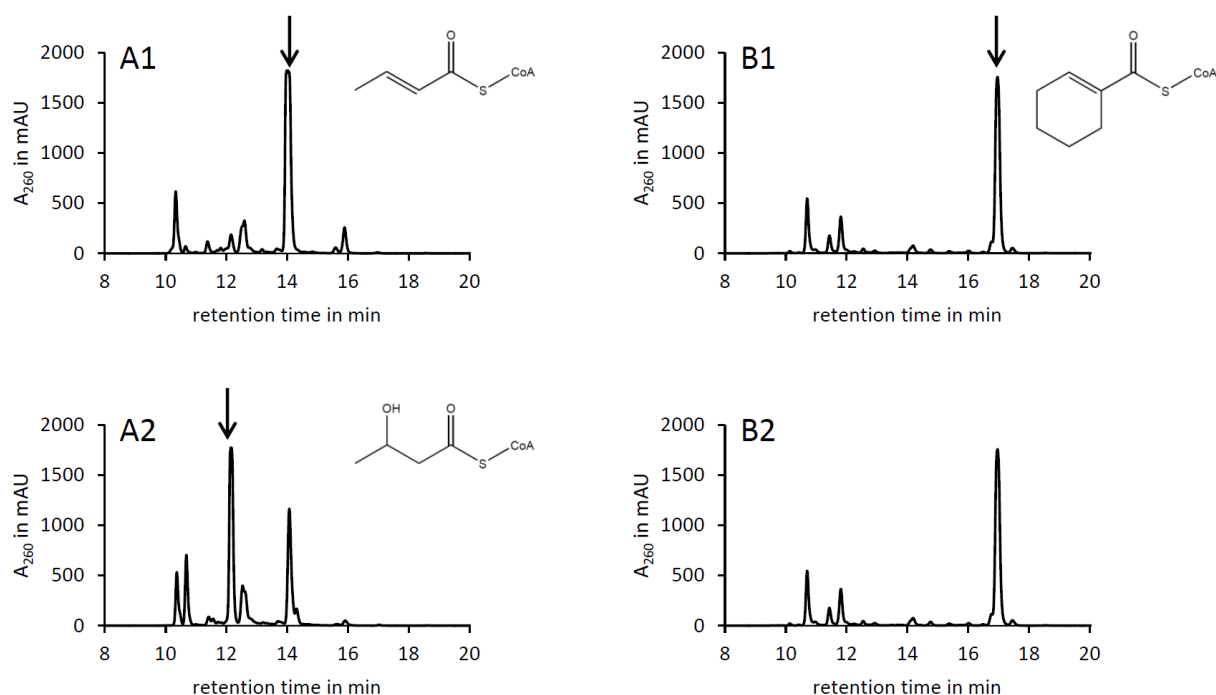 A1
A₂₆₀ in mAU
2000
1500
1000
500
0
8 10 12 14 16 18 20
retention time in min
O
S
CoA
B1
A₂₆₀ in mAU
2000
1500
1000
500
0
8 10 12 14 16 18 20
retention time in min
O
S
CoA
A2
A₂₆₀ in mAU
2000
1500
1000
500
0
8 10 12 14 16 18 20
retention time in min
OH
O
S
CoA
B2
A₂₆₀ in mAU
2000
1500
1000
500
0
8 10 12 14 16 18 20
retention time in min